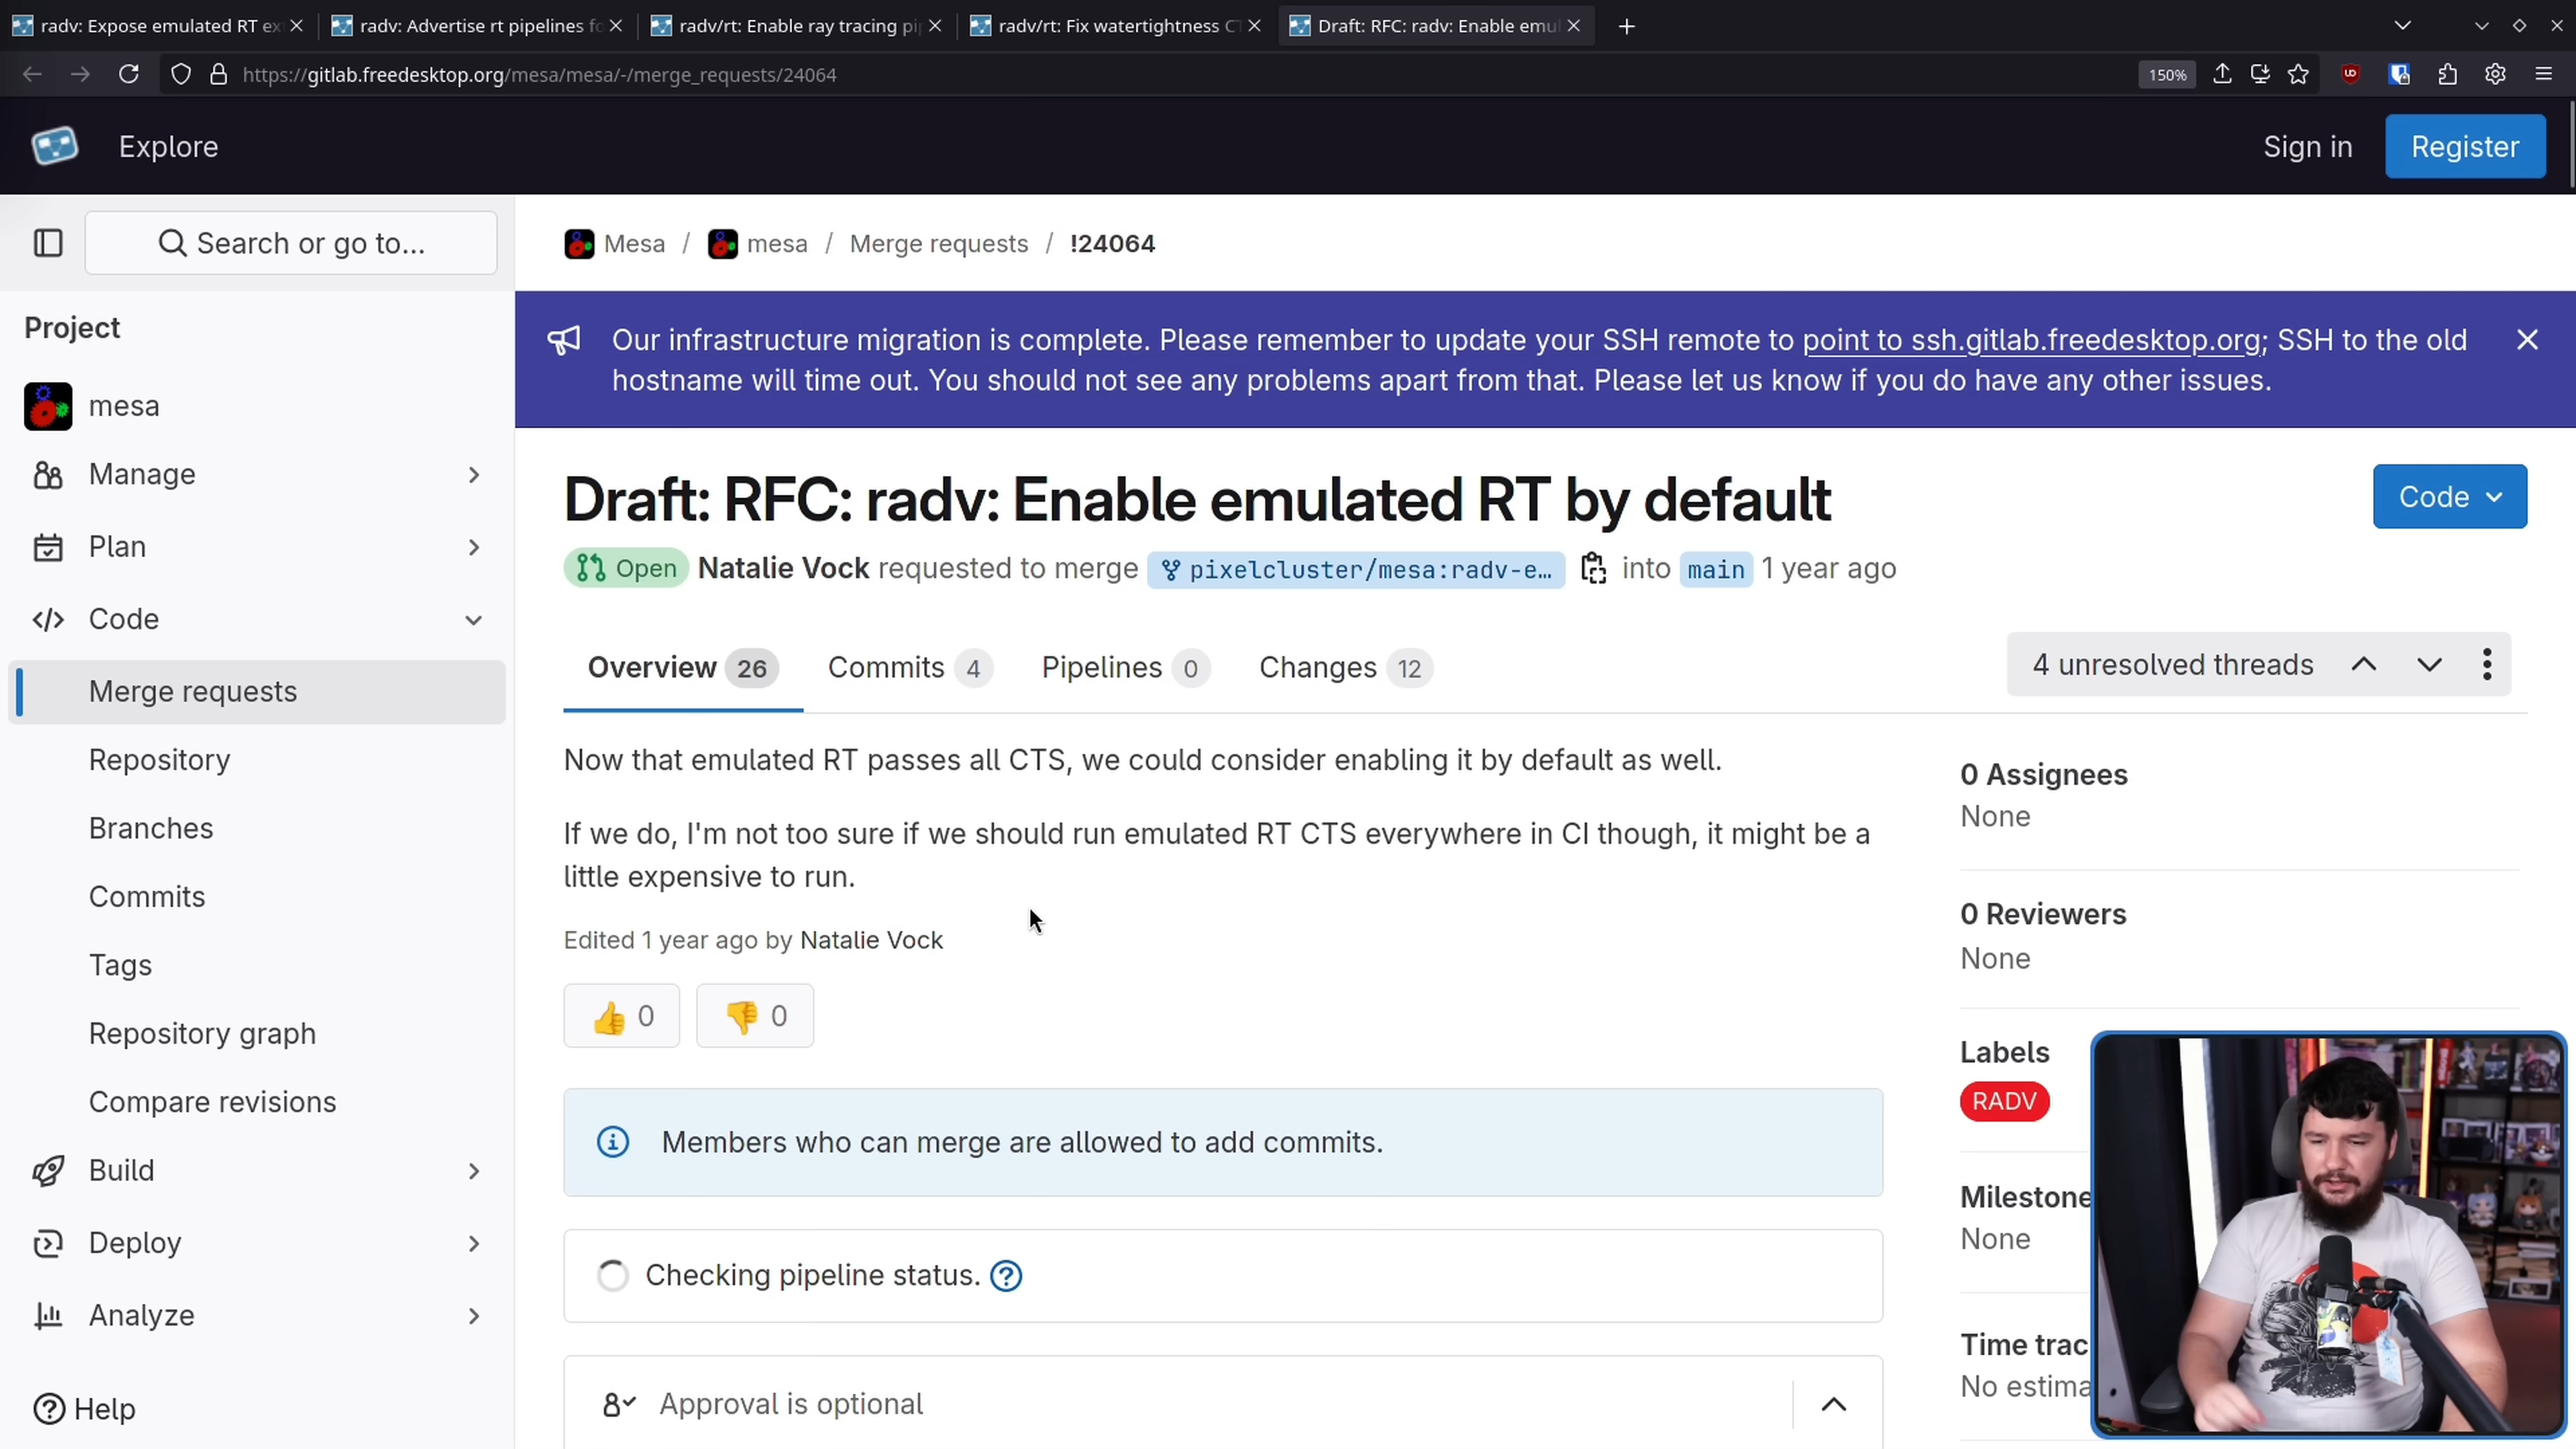 radv: Expose emulated RT ex
radv: Advertise rt pipelines fo
radv/rt: Enable ray tracing pi
radv/rt: Fix watertightness CT
Draft: RFC: radv: Enable emul
https://gitlab.freedesktop.org/mesa/mesa/-/merge_requests/24064
150%
Explore
Sign in
Register
Search or go to...
Mesa / mesa / Merge requests / !24064
Project
Our infrastructure migration is complete. Please remember to update your SSH remote to point to ssh.gitlab.freedesktop.org; SSH to the old
hostname will time out. You should not see any problems apart from that. Please let us know if you do have any other issues.
mesa
Manage
Plan
Code
Merge requests
Repository
Branches
Commits
Tags
Repository graph
Compare revisions
Build
Deploy
Analyze
Help
Draft: RFC: radv: Enable emulated RT by default
Code
Open Natalie Vock requested to merge pixelcluster/mesa:radv-e... into main 1 year ago
Overview 26 Commits 4 Pipelines 0 Changes 12
4 unresolved threads
Now that emulated RT passes all CTS, we could consider enabling it by default as well.
If we do, I'm not too sure if we should run emulated RT CTS everywhere in CI though, it might be a
little expensive to run.
Edited 1 year ago by Natalie Vock
👍 0 👎 0
Members who can merge are allowed to add commits.
Checking pipeline status.
Approval is optional
0 Assignees
None
0 Reviewers
None
Labels
RADV
Milestone
None
Time trac
No estima